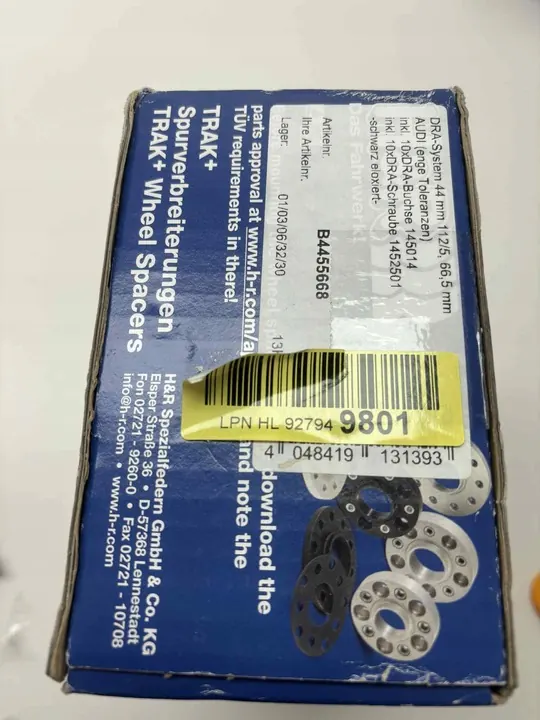 DRA-System 44 mm 112/5, 66,5 mm
AUDI (enge Toleranzen)
inkl. 10xDRA-Buchse 145014
inkl. 10xDRA-Schraube 1452501
-schwarz eloxiert-
Das Fahrwerk!
Artikelnr.
B4455668
Ihre Artikelnr.
Lager:
01/03/06/32/30
LPN HL 92794 9801
4 048419 131393
download the
parts approval at www.h-r.com/a
and note the
TÜV requirements in there!
TRAK+
Spurverbreiterungen
TRAK+ Wheel Spacers
H&R Spezialfedern GmbH & Co. KG
Elsper Straße 36 • D-57368 Lennestadt
Fon 02721 - 9260-0 • Fax 02721 - 10708
info@h-r.com • www.h-r.com